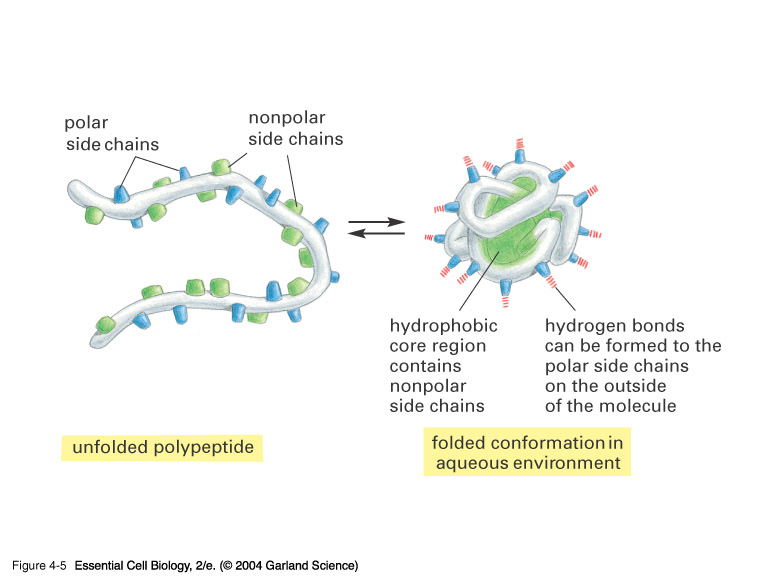 polar
side chains
nonpolar
side chains
hydrophobic
core region
contains
nonpolar
side chains
hydrogen bonds
can be formed to the
polar side chains
on the outside
of the molecule
unfolded polypeptide
folded conformation in
aqueous environment
Figure 4-5 Essential Cell Biology, 2/e. (© 2004 Garland Science)